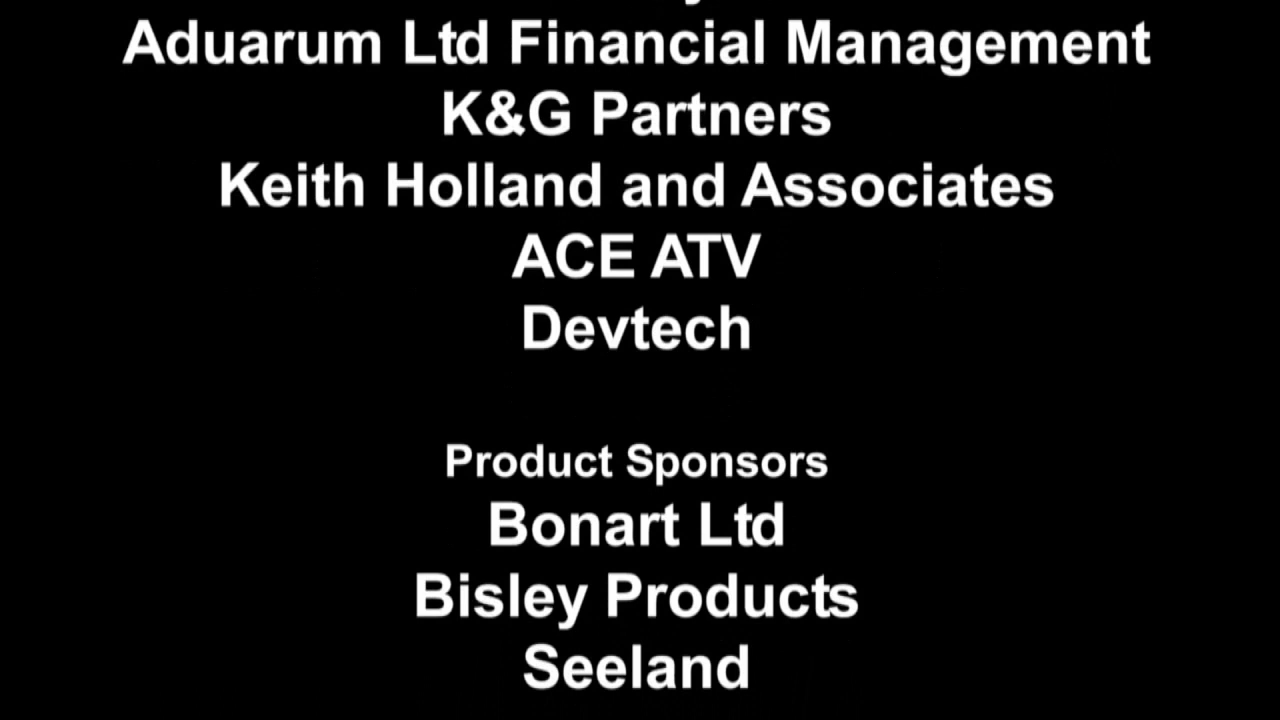 Aduarum Ltd Financial Management
K&G Partners
Keith Holland and Associates
ACE ATV
Devtech
Product Sponsors
Bonart Ltd
Bisley Products
Seeland